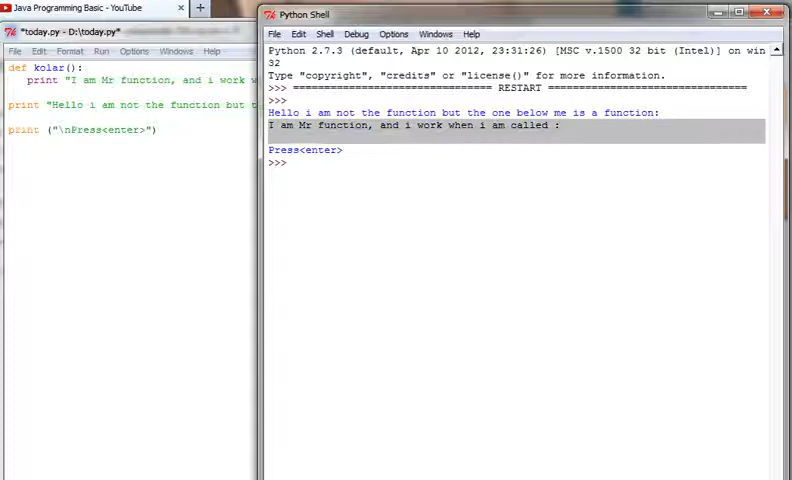 Java Programming Basic - YouTube
*today.py - D:\today.py*
File Edit Format Run Options Windows Help
def kolar():
print "I am Mr function, and i work w
print "Hello i am not the function but t
print ("\nPress<enter>")
Python Shell
File Edit Shell Debug Options Windows Help
Python 2.7.3 (default, Apr 10 2012, 23:31:26) [MSC v.1500 32 bit (Intel)] on win
32
Type "copyright", "credits" or "license()" for more information.
>>> ================================ RESTART ================================
>>>
Hello i am not the function but the one below me is a function:
I am Mr function, and i work when i am called :
Press<enter>
>>>